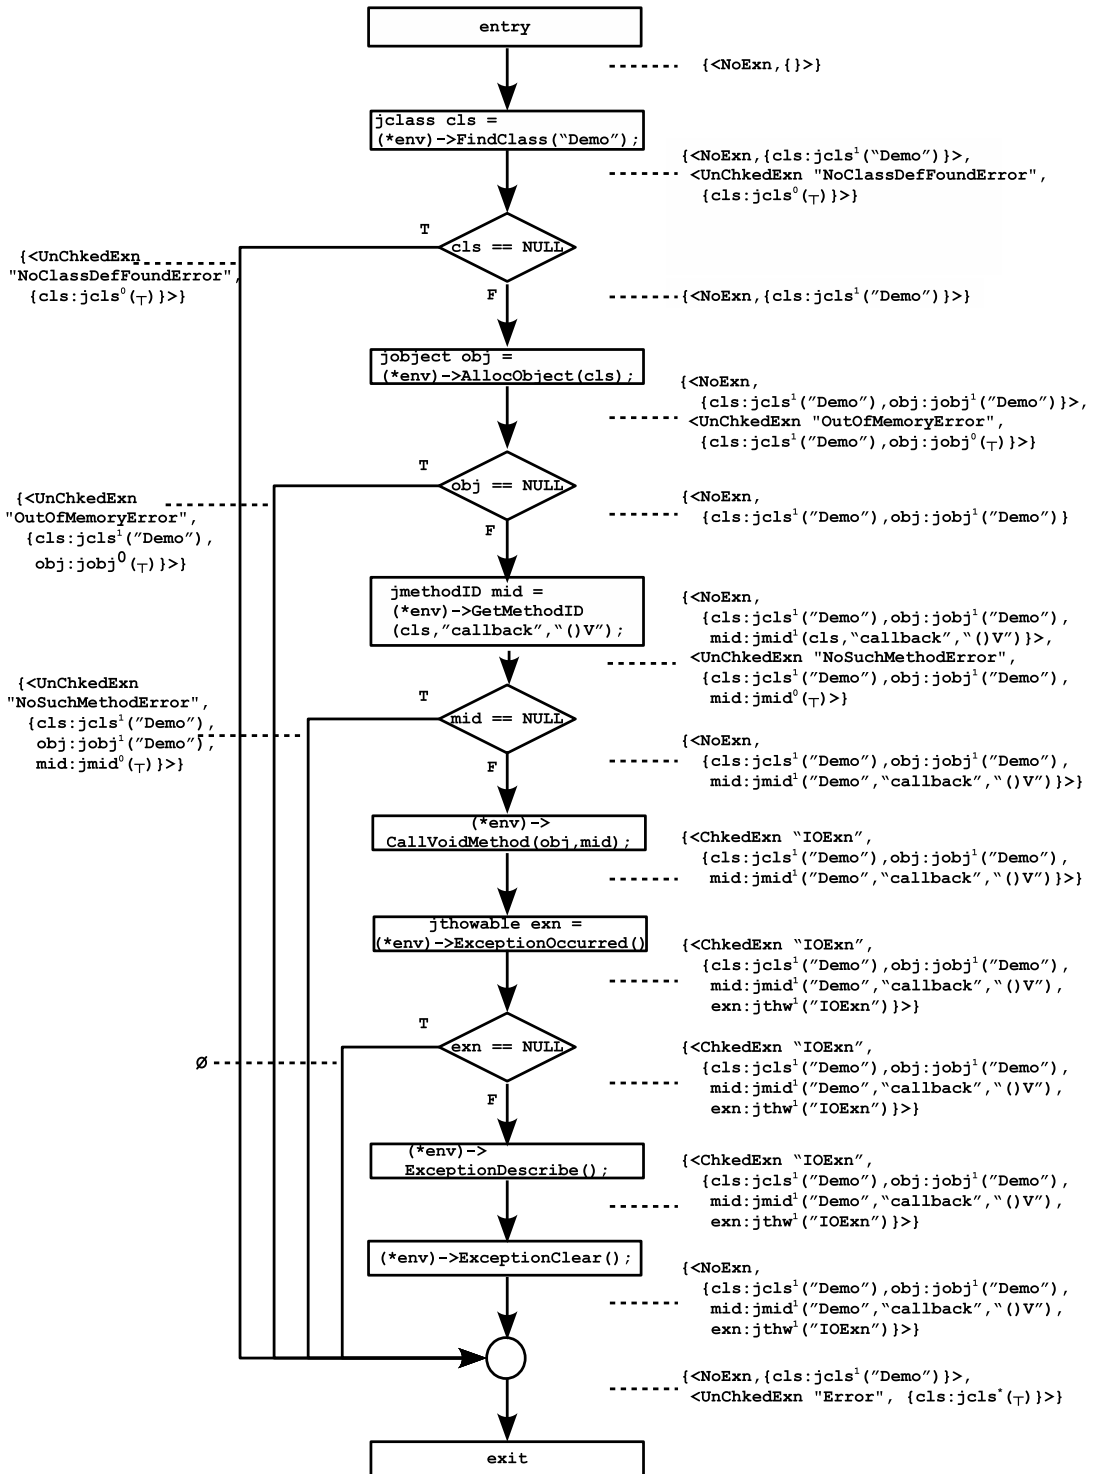 entry
{<NoExn,{}>}
jclass cls =
(*env)->FindClass(“Demo”);
{<NoExn,{cls:jcls¹(“Demo”)}>,
<UnChkedExn "NoClassDefFoundError",
{cls:jcls⁰(┬)}>}
T
cls == NULL
{<UnChkedExn
"NoClassDefFoundError",
{cls:jcls⁰(┬)}>}
F
{<NoExn,{cls:jcls¹(”Demo”)}>}
jobject obj =
(*env)->AllocObject(cls);
{<NoExn,
{cls:jcls¹(”Demo”),obj:jobj¹(”Demo”)}>,
<UnChkedExn "OutOfMemoryError",
{cls:jcls¹(”Demo”),obj:jobj⁰(┬)}>}
T
obj == NULL
{<UnChkedExn
"OutOfMemoryError",
{cls:jcls¹(”Demo”),
obj:jobj⁰(┬)}>}
{<NoExn,
{cls:jcls¹(”Demo”),obj:jobj¹(”Demo”)}
F
jmethodID mid =
(*env)->GetMethodID
(cls,”callback”,“()V”);
{<NoExn,
{cls:jcls¹(”Demo”),obj:jobj¹(”Demo”),
mid:jmid¹(cls,“callback”,“()V”)}>,
<UnChkedExn "NoSuchMethodError",
{cls:jcls¹(”Demo”),obj:jobj¹(”Demo”),
mid:jmid⁰(┬)>}
T
mid == NULL
{<UnChkedExn
"NoSuchMethodError",
{cls:jcls¹(”Demo”),
obj:jobj¹(”Demo”),
mid:jmid⁰(┬)}>}
F
{<NoExn,
{cls:jcls¹(”Demo”),obj:jobj¹(”Demo”),
mid:jmid¹(”Demo”,“callback”,“()V”)}>}
(*env)->
CallVoidMethod(obj,mid);
{<ChkedExn “IOExn”,
{cls:jcls¹(”Demo”),obj:jobj¹(”Demo”),
mid:jmid¹(”Demo”,“callback”,“()V”)}>}
jthowable exn =
(*env)->ExceptionOccurred()
{<ChkedExn “IOExn”,
{cls:jcls¹(”Demo”),obj:jobj¹(”Demo”),
mid:jmid¹(”Demo”,“callback”,“()V”),
exn:jthw¹(”IOExn”)}>}
T
exn == NULL
Ø
{<ChkedExn “IOExn”,
{cls:jcls¹(”Demo”),obj:jobj¹(”Demo”),
mid:jmid¹(”Demo”,“callback”,“()V”),
exn:jthw¹(”IOExn”)}>}
F
(*env)->
ExceptionDescribe();
{<ChkedExn “IOExn”,
{cls:jcls¹(”Demo”),obj:jobj¹(”Demo”),
mid:jmid¹(”Demo”,“callback”,“()V”),
exn:jthw¹(”IOExn”)}>}
(*env)->ExceptionClear();
{<NoExn,
{cls:jcls¹(”Demo”),obj:jobj¹(”Demo”),
mid:jmid¹(”Demo”,“callback”,“()V”),
exn:jthw¹(”IOExn”)}>}
{<NoExn,{cls:jcls¹(”Demo”)}>,
<UnChkedExn "Error", {cls:jcls*(┬)}>}
exit